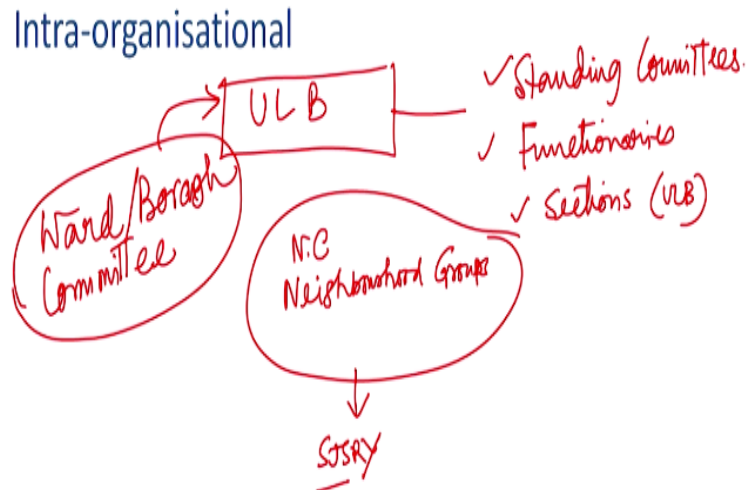 Intra-organisational
ULB
✓ Standing Committees.
✓ Functionaries
✓ Sections (ULB)
Ward/Borough
Committee
N.C
Neighbourhood Groups
SJSRY